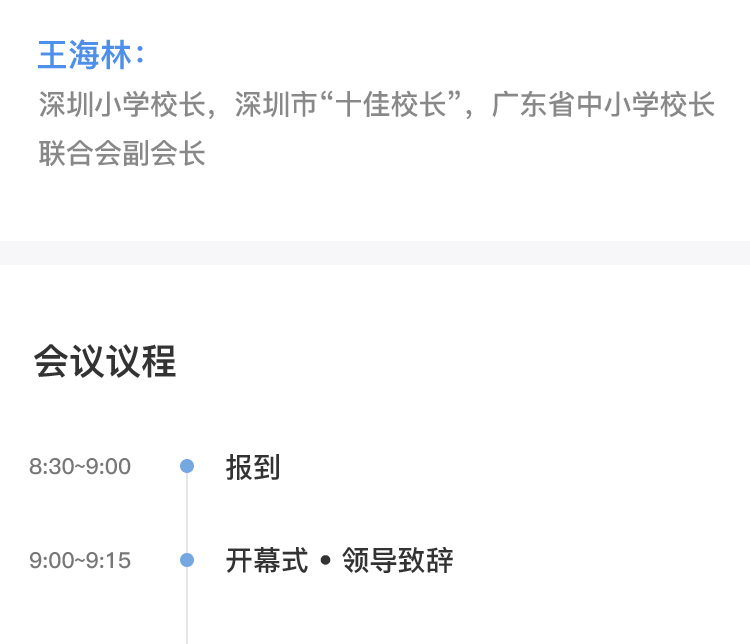 王海林：
深圳小学校长，深圳市“十佳校长”，广东省中小学校长
联合会副会长
会议议程
8:30~9:00 报到
9:00~9:15 开幕式 • 领导致辞